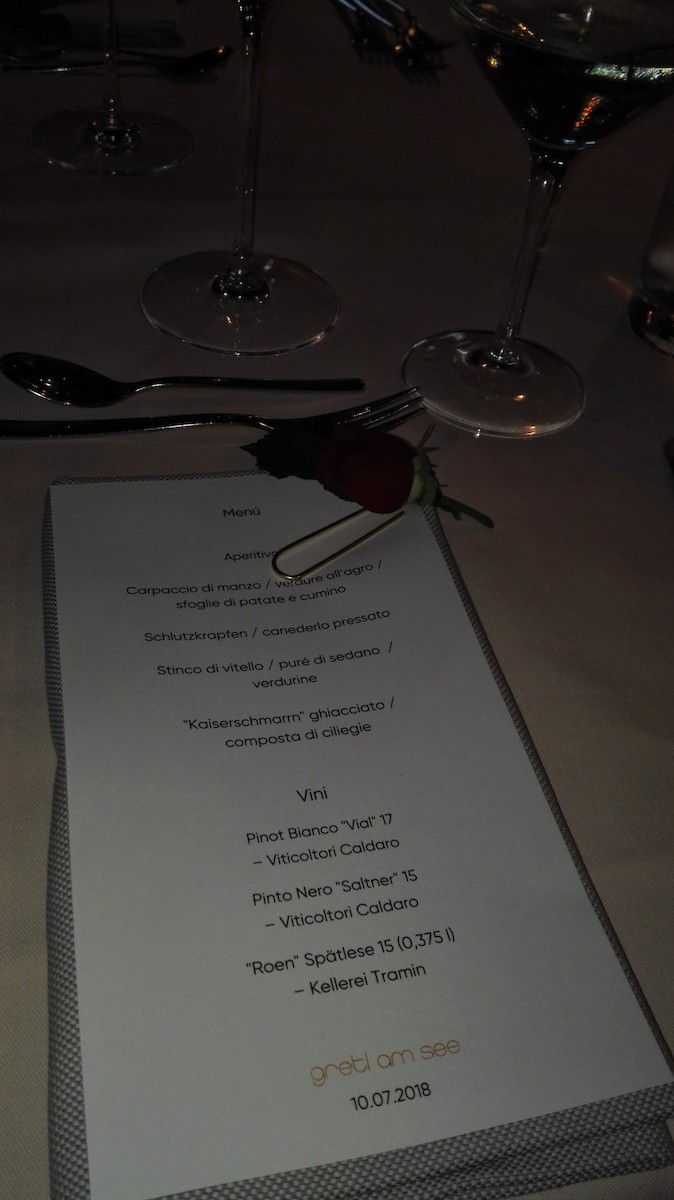 Menú
Aperitivo
Carpaccio di manzo / verdure all'agro /
sfoglie di patate e cumino
Schlutzkrapfen / canederlo pressato
Stinco di vitello / puré di sedano /
verdurine
"Kaiserschmarrn" ghiacciato /
composta di ciliegie
Vini
Pinot Bianco "Vial" 17
– Viticoltori Caldaro
Pinto Nero "Saltner" 15
– Viticoltori Caldaro
"Roen" Spätlese 15 (0,375 l)
– Kellerei Tramin
gretl am see
10.07.2018